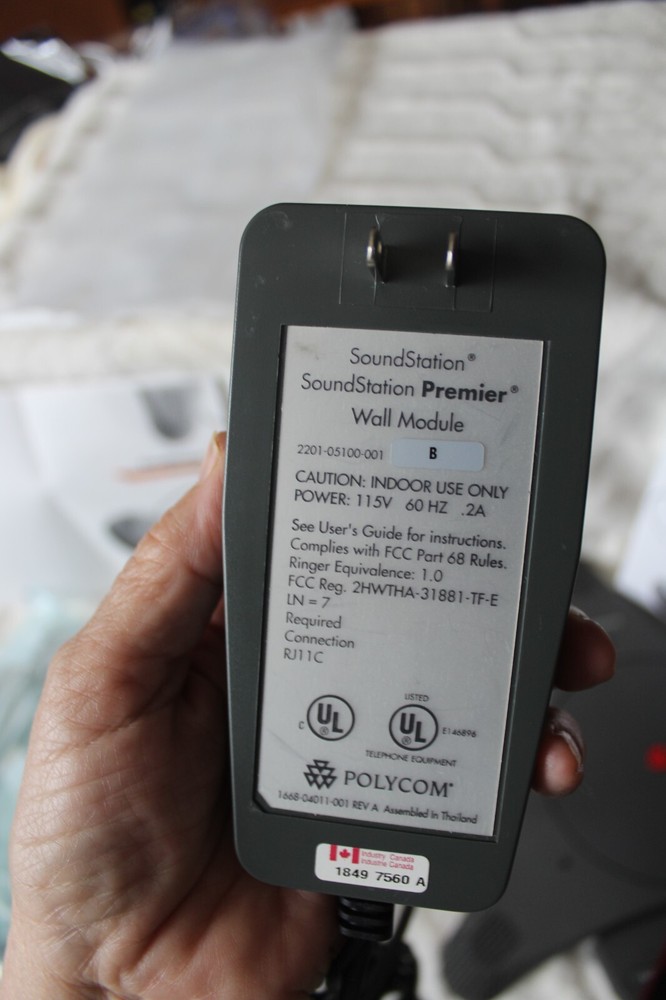 SoundStation®
SoundStation Premier®
Wall Module
2201-05100-001 B
CAUTION: INDOOR USE ONLY
POWER: 115V 60 HZ .2A
See User's Guide for instructions.
Complies with FCC Part 68 Rules.
Ringer Equivalence: 1.0
FCC Reg. 2HWTHA-31881-TF-E
LN = 7
Required
Connection
RJ11C
LISTED
C UL ® UL ® E146896
TELEPHONE EQUIPMENT
POLYCOM®
1668-04011-001 REV A Assembled in Thailand
Industry Canada
Industrie Canada
1849 7560 A